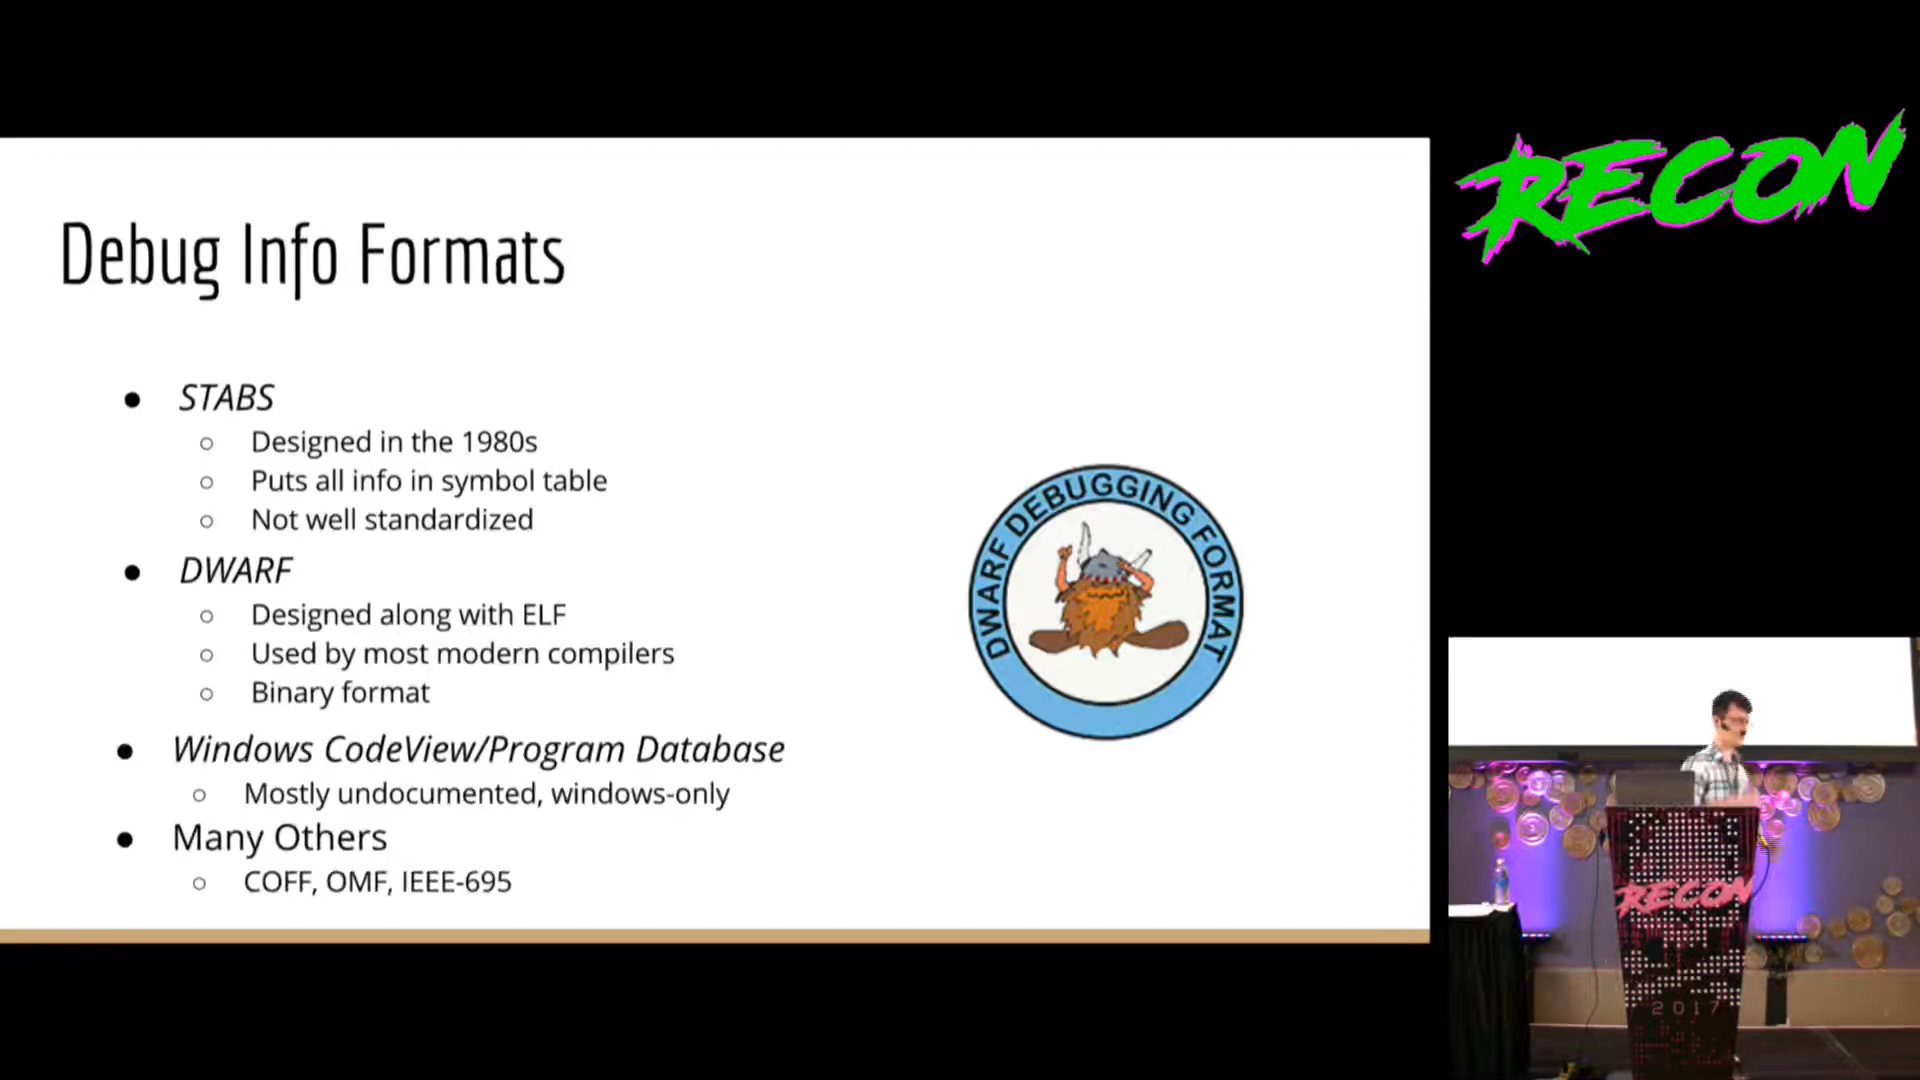 RECON
Debug Info Formats
● STABS
○ Designed in the 1980s
○ Puts all info in symbol table
○ Not well standardized
● DWARF
○ Designed along with ELF
○ Used by most modern compilers
○ Binary format
● Windows CodeView/Program Database
○ Mostly undocumented, windows-only
● Many Others
○ COFF, OMF, IEEE-695
DWARF DEBUGGING FORMAT
RECON
2017